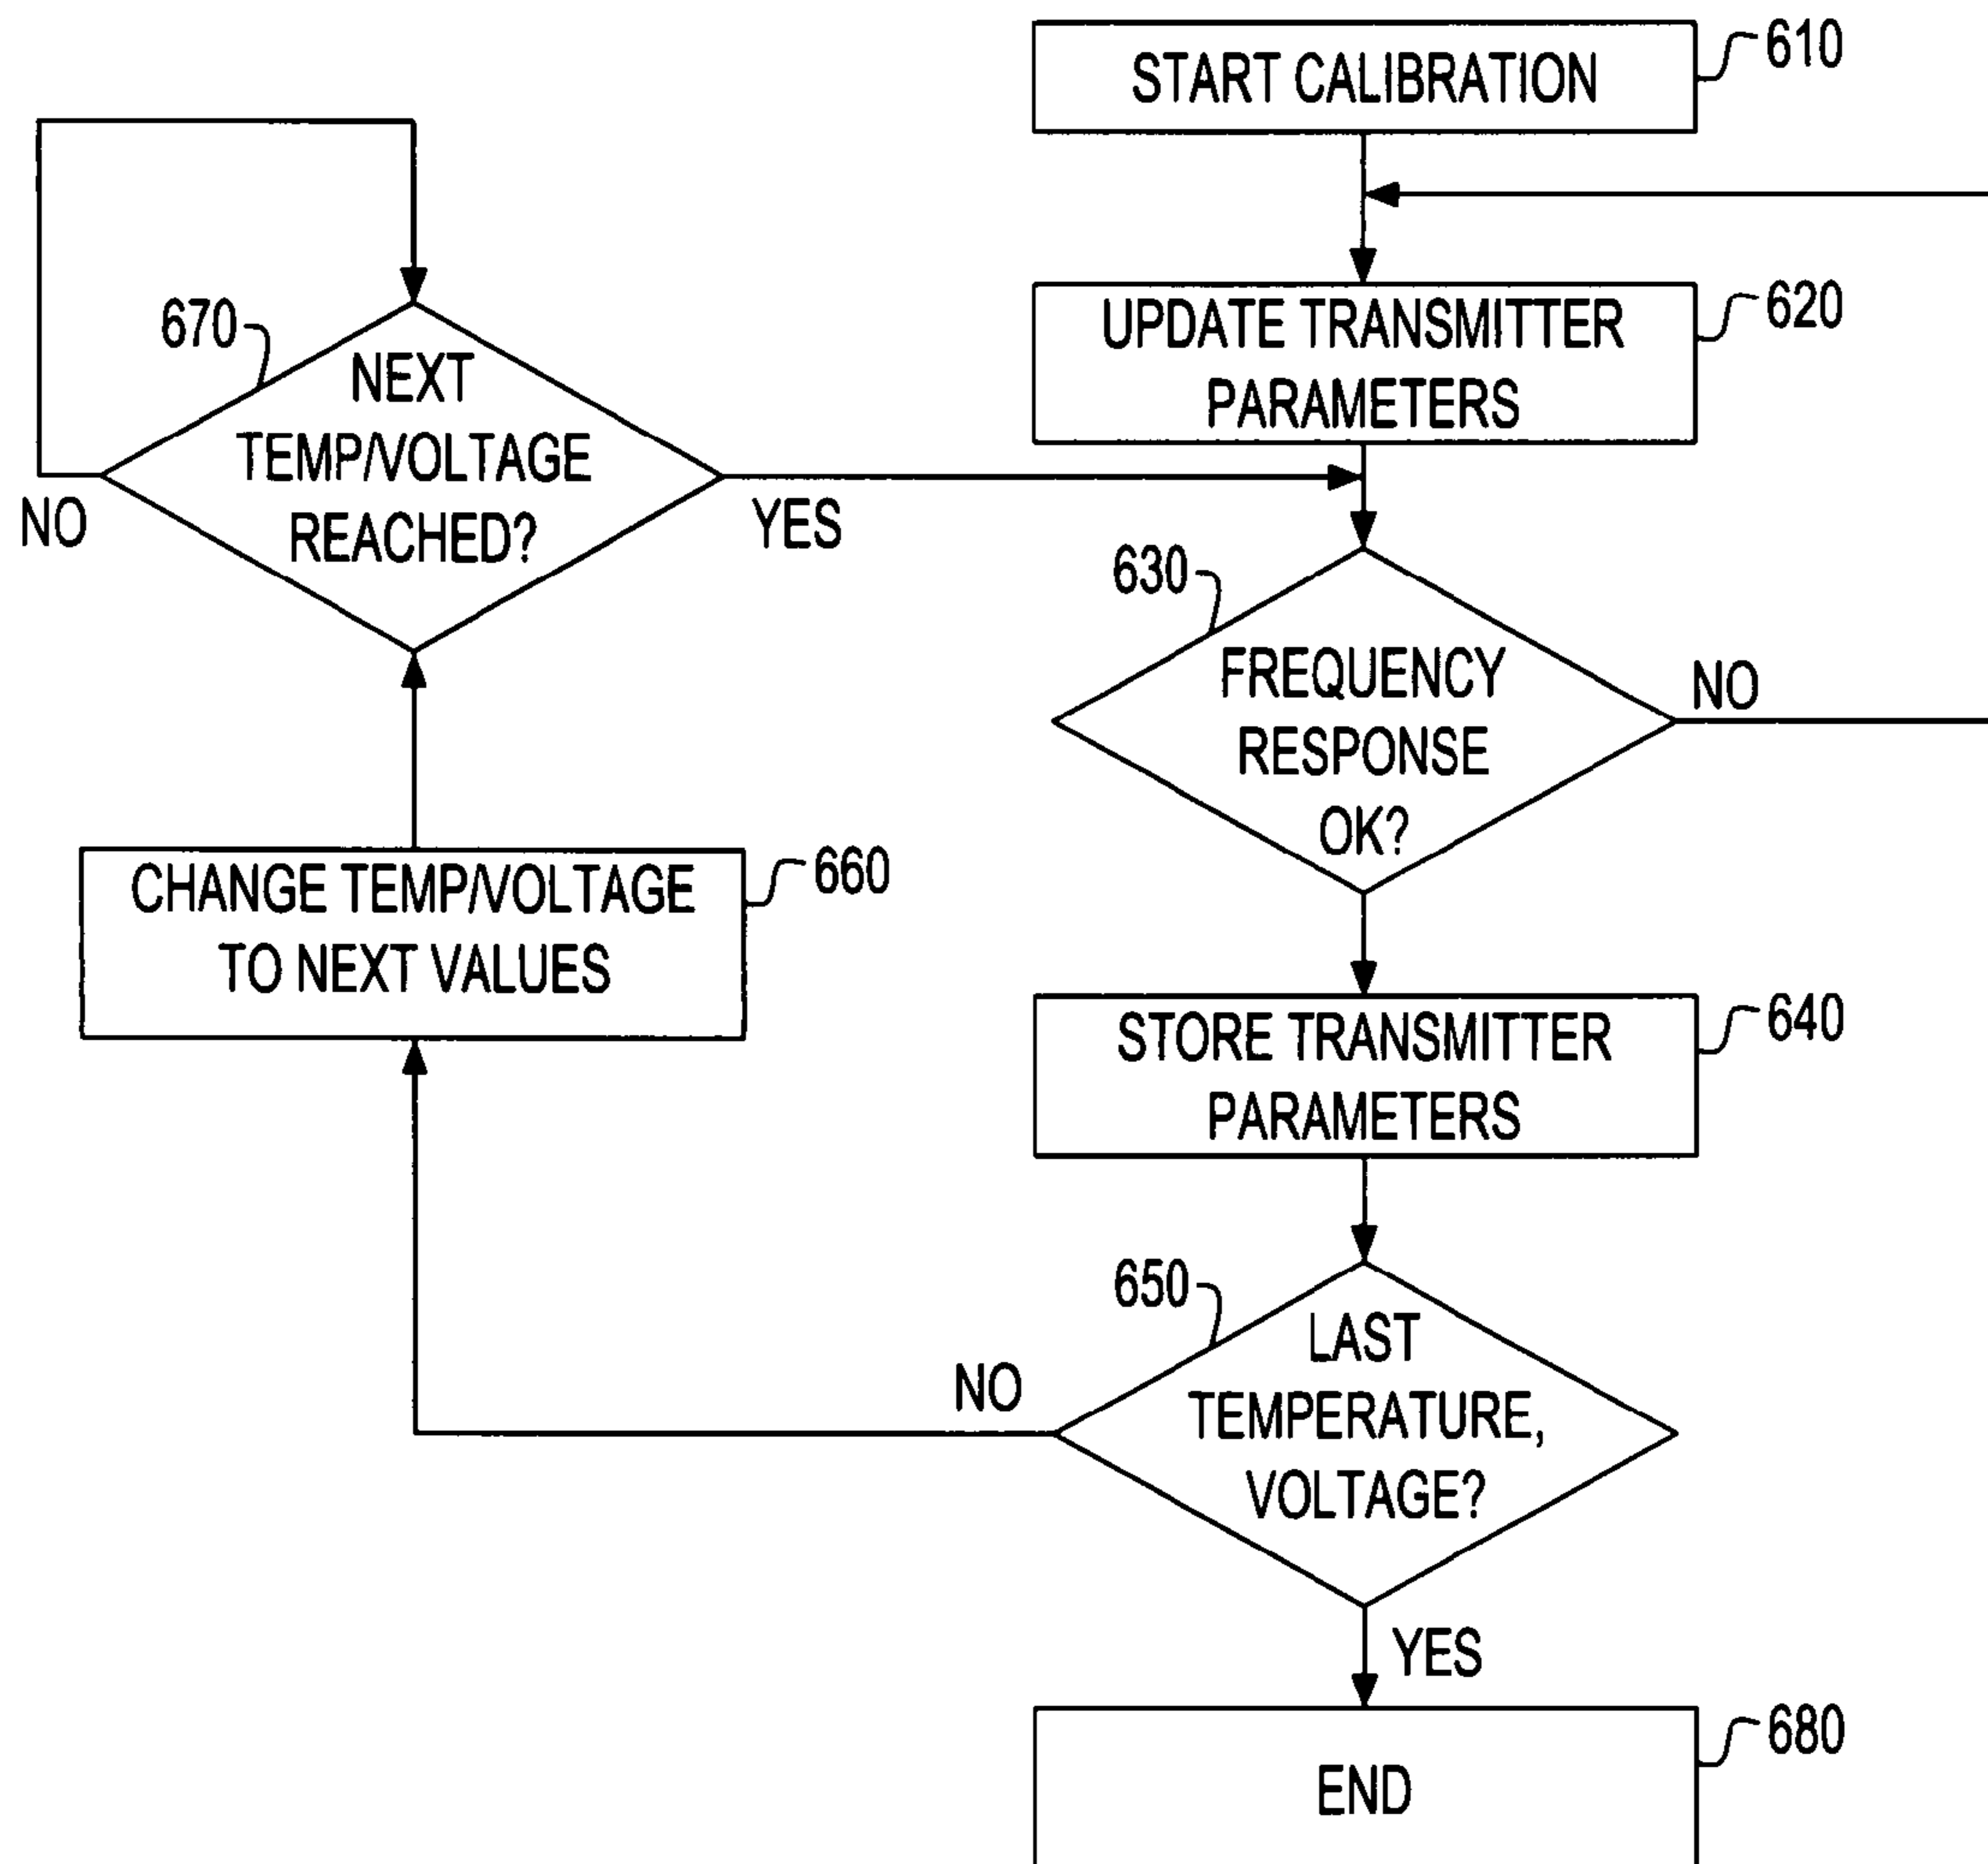 START CALIBRATION
610
UPDATE TRANSMITTER
PARAMETERS
620
670
NEXT
TEMP/VOLTAGE
REACHED?
NO
YES
630
FREQUENCY
RESPONSE
OK?
NO
CHANGE TEMP/VOLTAGE
TO NEXT VALUES
660
STORE TRANSMITTER
PARAMETERS
640
650
LAST
TEMPERATURE,
VOLTAGE?
NO
YES
END
680